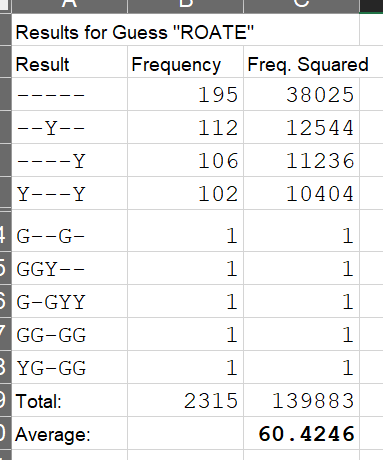 A B C
Results for Guess "ROATE"
Result Frequency Freq. Squared
----- 195 38025
--Y-- 112 12544
----Y 106 11236
Y---Y 102 10404
G--G- 1 1
GGY-- 1 1
G-GYY 1 1
GG-GG 1 1
YG-GG 1 1
Total: 2315 139883
Average: 60.4246